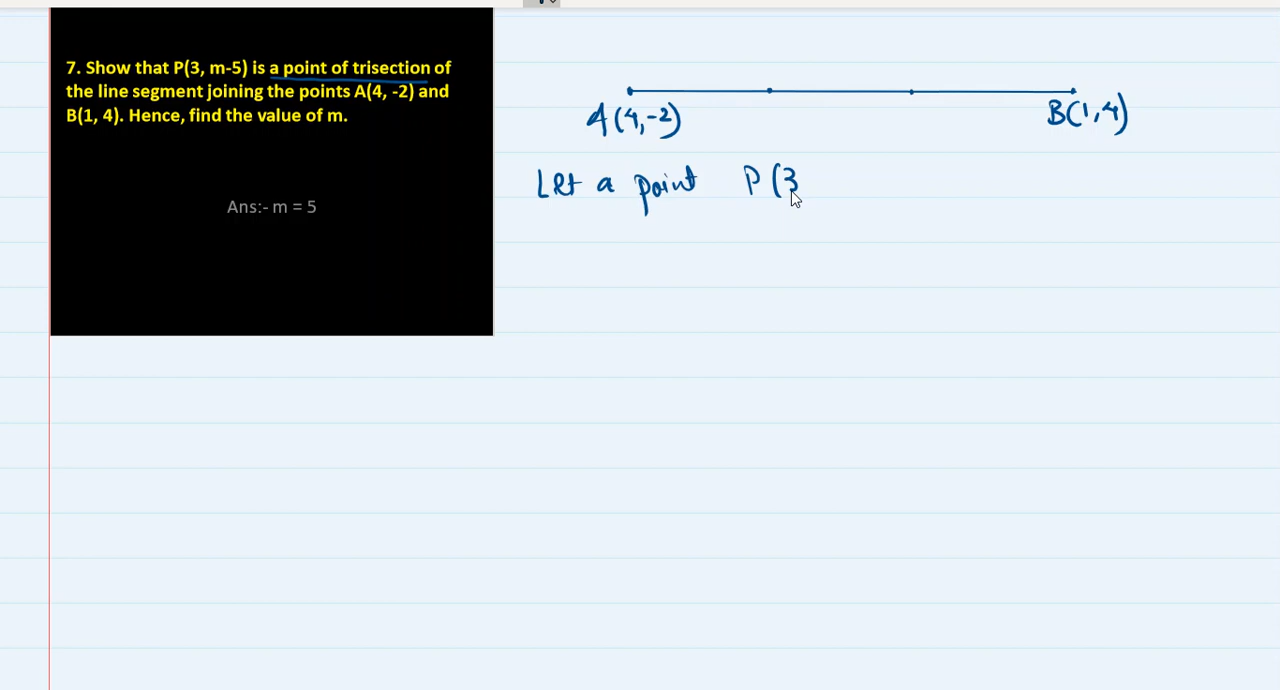 7. Show that P(3, m-5) is a point of trisection of
the line segment joining the points A(4, -2) and
B(1, 4). Hence, find the value of m.
Ans:- m = 5
A(4,-2)
B(1,4)
Let a point P(3